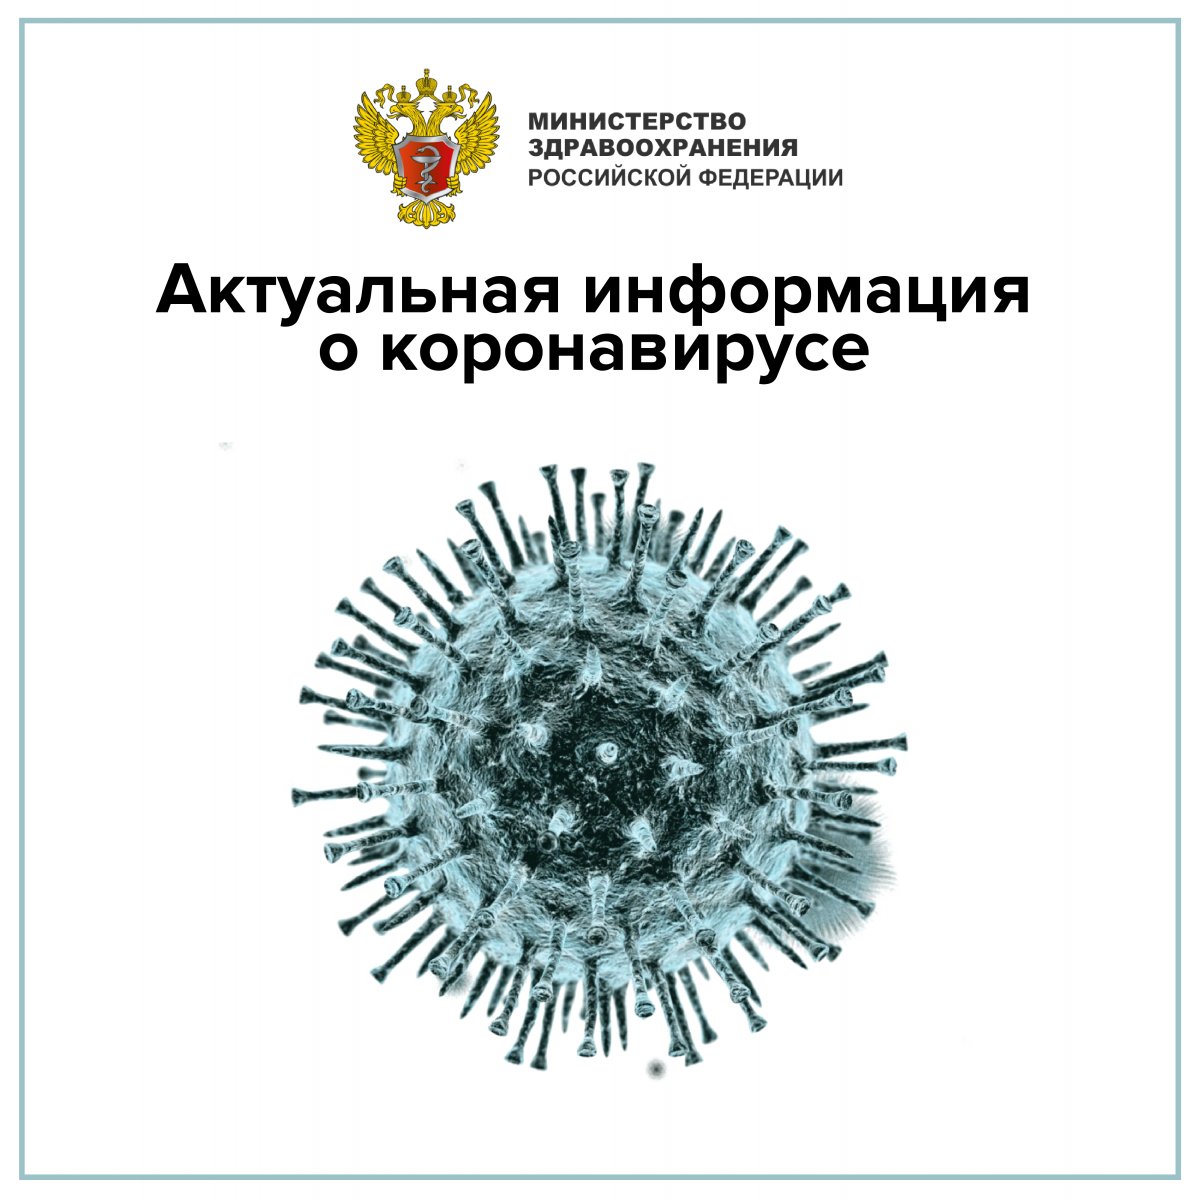 МИНИСТЕРСТВО
ЗДРАВООХРАНЕНИЯ
РОССИЙСКОЙ ФЕДЕРАЦИИ
Актуальная информация
о коронавирусе